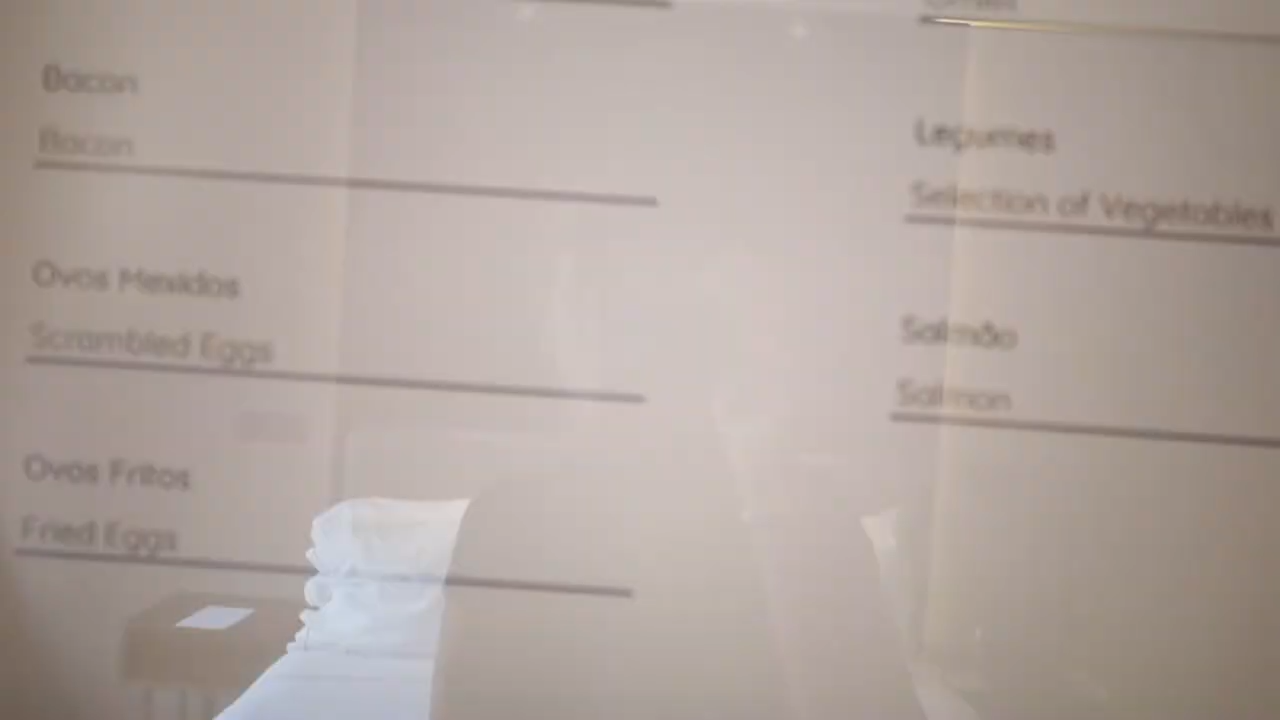 Bacon
Bacon
Ovos Mexidos
Scrambled Eggs
Ovos Fritos
Fried Eggs
Legumes
Selection of Vegetables
Salmão
Salmon